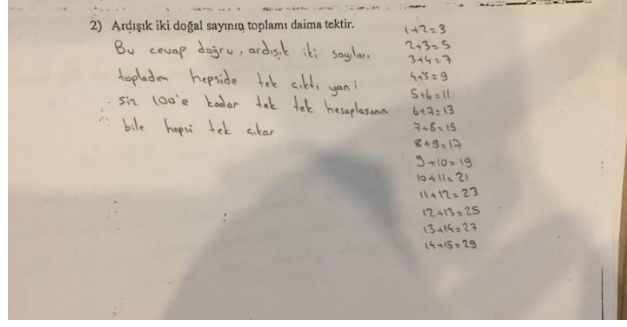 2) Ardışık iki doğal sayının toplamı daima tektir.
Bu cevap doğru, ardışık iki sayıları
topladım hepside tek çıktı, yani
siz 100'e kadar tek tek hesaplasanız
bile hepsi tek çıkar
1+2=3
2+3=5
3+4=7
4+5=9
5+6=11
6+7=13
7+8=15
8+9=17
9+10=19
10+11=21
11+12=23
12+13=25
13+14=27
14+15=29